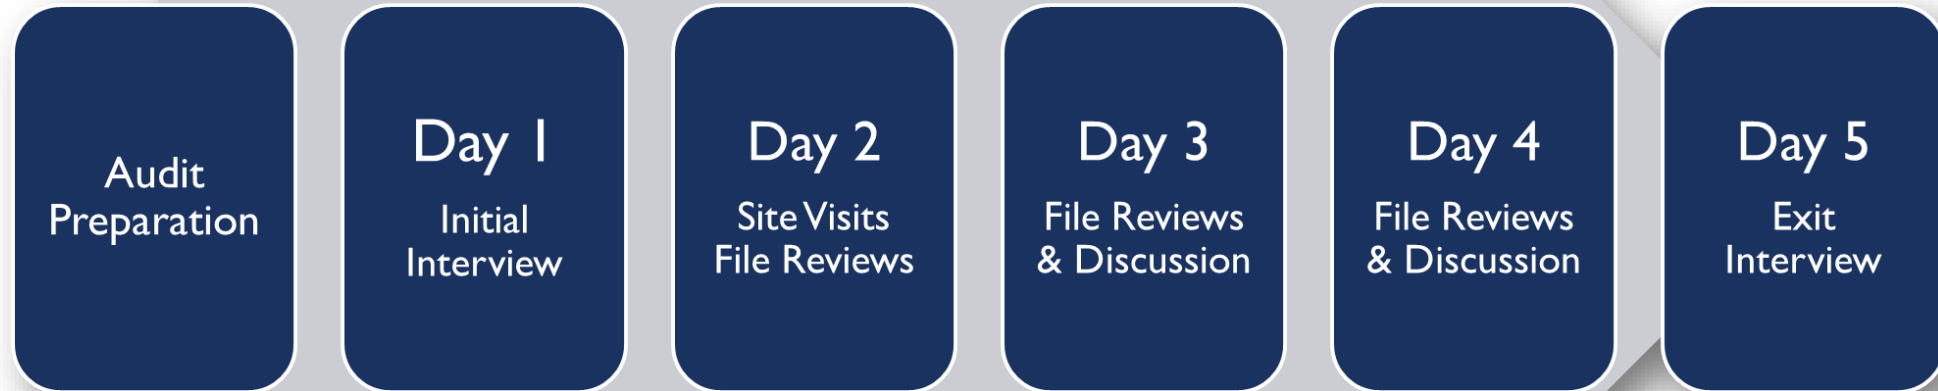 Audit
Preparation
Day 1
Initial
Interview
Day 2
Site Visits
File Reviews
Day 3
File Reviews
& Discussion
Day 4
File Reviews
& Discussion
Day 5
Exit
Interview